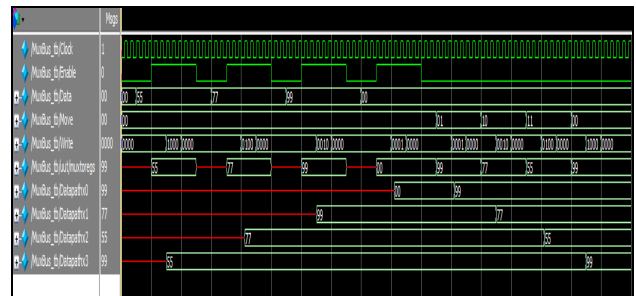 Msgs
/MuxBus_tb/Clock 1
/MuxBus_tb/Enable 0
/MuxBus_tb/Data 00 00 55 77 99 00
/MuxBus_tb/Move 00 00 01 10 11 00
/MuxBus_tb/Write 0000 0000 1000 0000 0100 0000 0010 0000 0001 0000 0001 0000 0010 0000 0100 0000 1000 0000
/MuxBus_tb/uut/muxtoregs 99 55 77 99 00 99 77 55 99
/MuxBus_tb/Datapathx0 99 00 99
/MuxBus_tb/Datapathx1 77 99 77
/MuxBus_tb/Datapathx2 55 77 55
/MuxBus_tb/Datapathx3 99 55 99